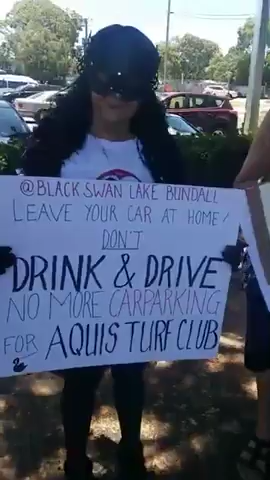 @BLACK SWAN LAKE BUNDALL
LEAVE YOUR CAR AT HOME!
DON'T
DRINK & DRIVE
NO MORE CARPARKING
FOR AQUIS TURF CLUB